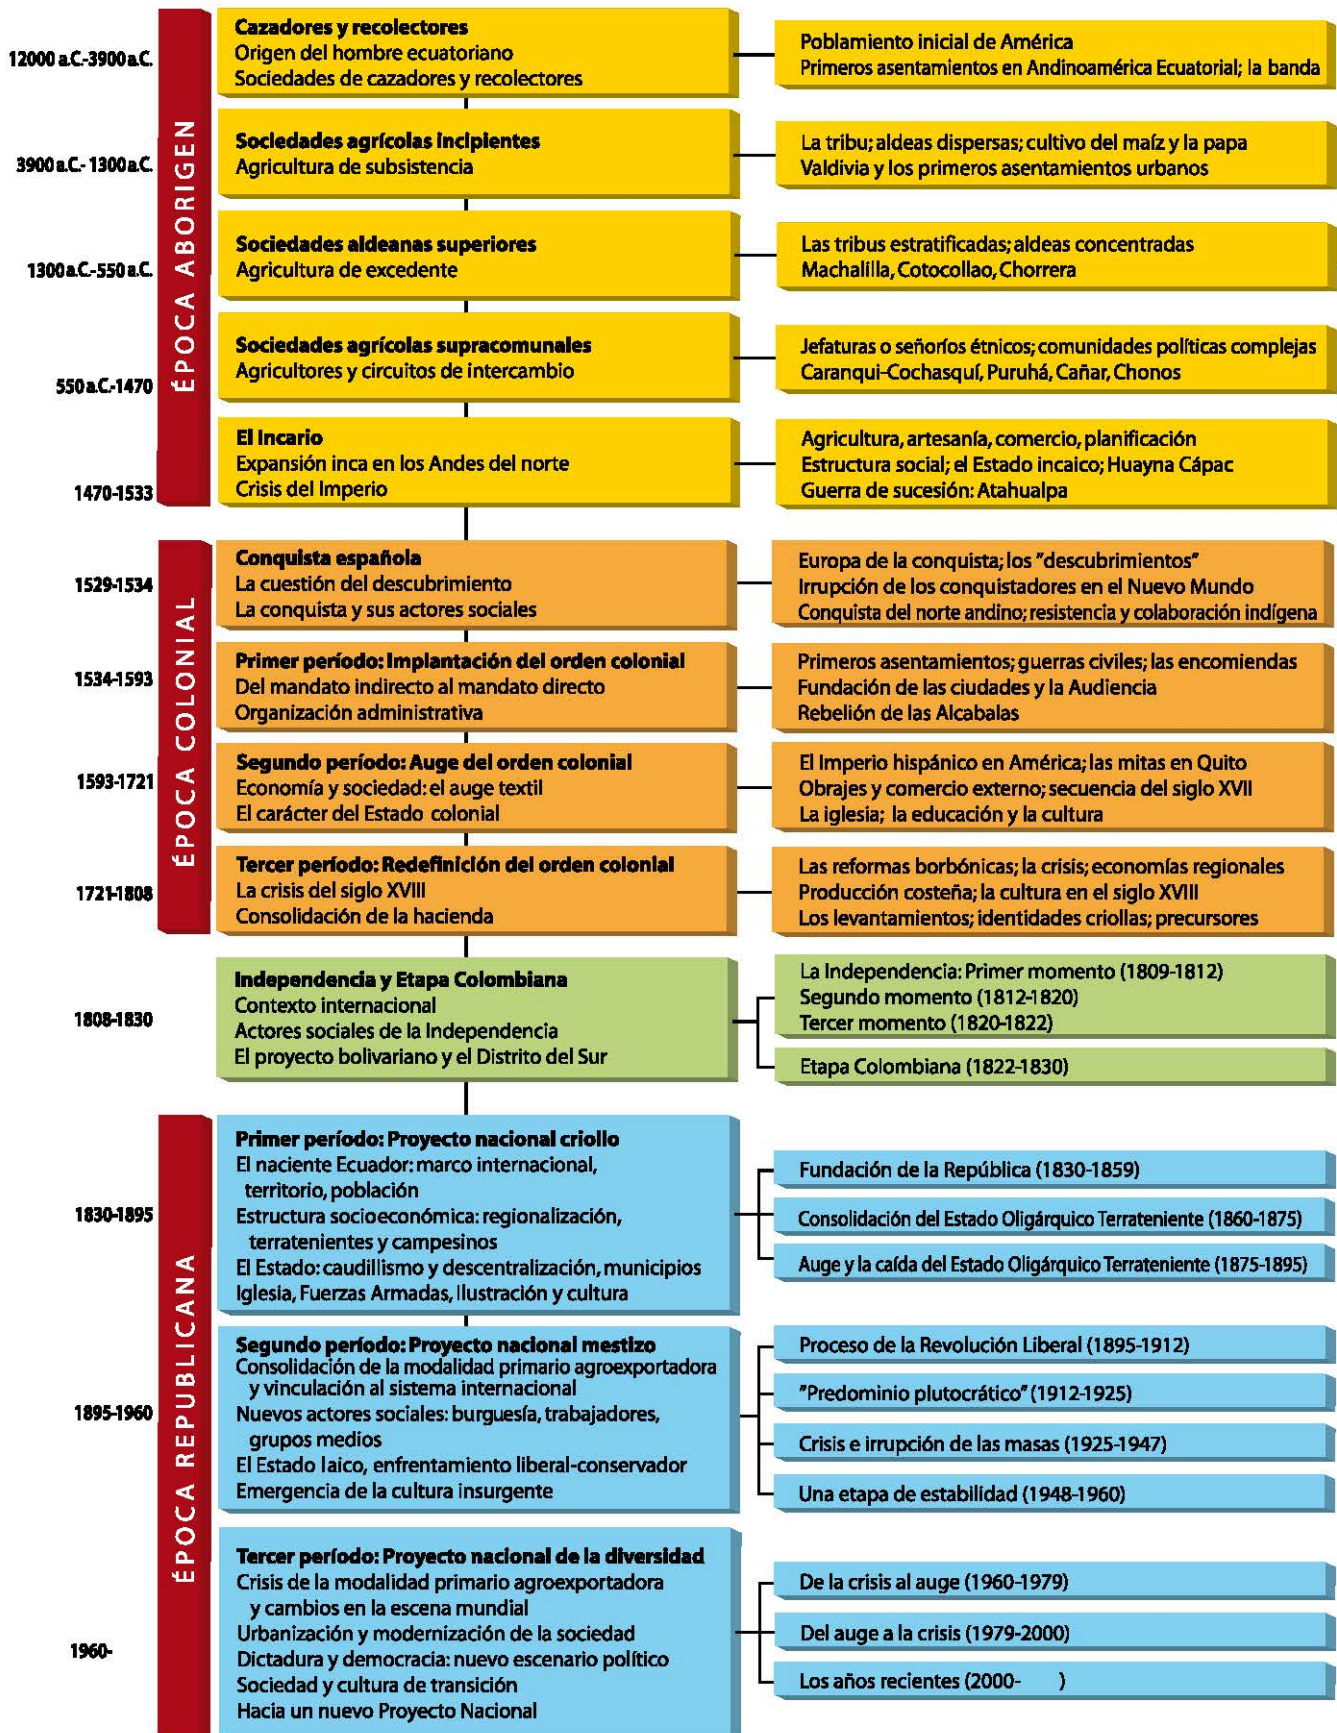 ÉPOCA ABORIGEN
12000 a.C.-3900 a.C.
Cazadores y recolectores
Origen del hombre ecuatoriano
Sociedades de cazadores y recolectores
Poblamiento inicial de América
Primeros asentamientos en Andinoamérica Ecuatorial; la banda
3900 a.C.- 1300 a.C.
Sociedades agrícolas incipientes
Agricultura de subsistencia
La tribu; aldeas dispersas; cultivo del maíz y la papa
Valdivia y los primeros asentamientos urbanos
1300 a.C.-550 a.C.
Sociedades aldeanas superiores
Agricultura de excedente
Las tribus estratificadas; aldeas concentradas
Machalilla, Cotocollao, Chorrera
550 a.C.-1470
Sociedades agrícolas supracomunales
Agricultores y circuitos de intercambio
Jefaturas o señoríos étnicos; comunidades políticas complejas
Caranqui-Cochasquí, Puruhá, Cañar, Chonos
1470-1533
El Incario
Expansión inca en los Andes del norte
Crisis del Imperio
Agricultura, artesanía, comercio, planificación
Estructura social; el Estado incaico; Huayna Cápac
Guerra de sucesión: Atahualpa
ÉPOCA COLONIAL
1529-1534
Conquista española
La cuestión del descubrimiento
La conquista y sus actores sociales
Europa de la conquista; los "descubrimientos"
Irrupción de los conquistadores en el Nuevo Mundo
Conquista del norte andino; resistencia y colaboración indígena
1534-1593
Primer período: Implantación del orden colonial
Del mandato indirecto al mandato directo
Organización administrativa
Primeros asentamientos; guerras civiles; las encomiendas
Fundación de las ciudades y la Audiencia
Rebelión de las Alcabalas
1593-1721
Segundo período: Auge del orden colonial
Economía y sociedad: el auge textil
El carácter del Estado colonial
El Imperio hispánico en América; las mitas en Quito
Obrajes y comercio externo; secuencia del siglo XVII
La iglesia; la educación y la cultura
1721-1808
Tercer período: Redefinición del orden colonial
La crisis del siglo XVIII
Consolidación de la hacienda
Las reformas borbónicas; la crisis; economías regionales
Producción costeña; la cultura en el siglo XVIII
Los levantamientos; identidades criollas; precursores
1808-1830
Independencia y Etapa Colombiana
Contexto internacional
Actores sociales de la Independencia
El proyecto bolivariano y el Distrito del Sur
La Independencia: Primer momento (1809-1812)
Segundo momento (1812-1820)
Tercer momento (1820-1822)
Etapa Colombiana (1822-1830)
ÉPOCA REPUBLICANA
1830-1895
Primer período: Proyecto nacional criollo
El naciente Ecuador: marco internacional,
territorio, población
Estructura socioeconómica: regionalización,
terratenientes y campesinos
El Estado: caudillismo y descentralización, municipios
Iglesia, Fuerzas Armadas, Ilustración y cultura
Fundación de la República (1830-1859)
Consolidación del Estado Oligárquico Terrateniente (1860-1875)
Auge y la caída del Estado Oligárquico Terrateniente (1875-1895)
1895-1960
Segundo período: Proyecto nacional mestizo
Consolidación de la modalidad primario agroexportadora
y vinculación al sistema internacional
Nuevos actores sociales: burguesía, trabajadores,
grupos medios
El Estado laico, enfrentamiento liberal-conservador
Emergencia de la cultura insurgente
Proceso de la Revolución Liberal (1895-1912)
"Predominio plutocrático" (1912-1925)
Crisis e irrupción de las masas (1925-1947)
Una etapa de estabilidad (1948-1960)
1960-
Tercer período: Proyecto nacional de la diversidad
Crisis de la modalidad primario agroexportadora
y cambios en la escena mundial
Urbanización y modernización de la sociedad
Dictadura y democracia: nuevo escenario político
Sociedad y cultura de transición
Hacia un nuevo Proyecto Nacional
De la crisis al auge (1960-1979)
Del auge a la crisis (1979-2000)
Los años recientes (2000- )